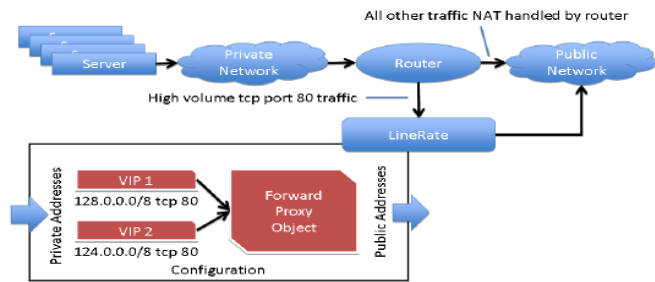 All other traffic NAT handled by router
Server
Private
Network
Router
Public
Network
High volume tcp port 80 traffic
LineRate
Private Addresses
VIP 1
128.0.0.0/8 tcp 80
VIP 2
124.0.0.0/8 tcp 80
Forward
Proxy
Object
Public Addresses
Configuration